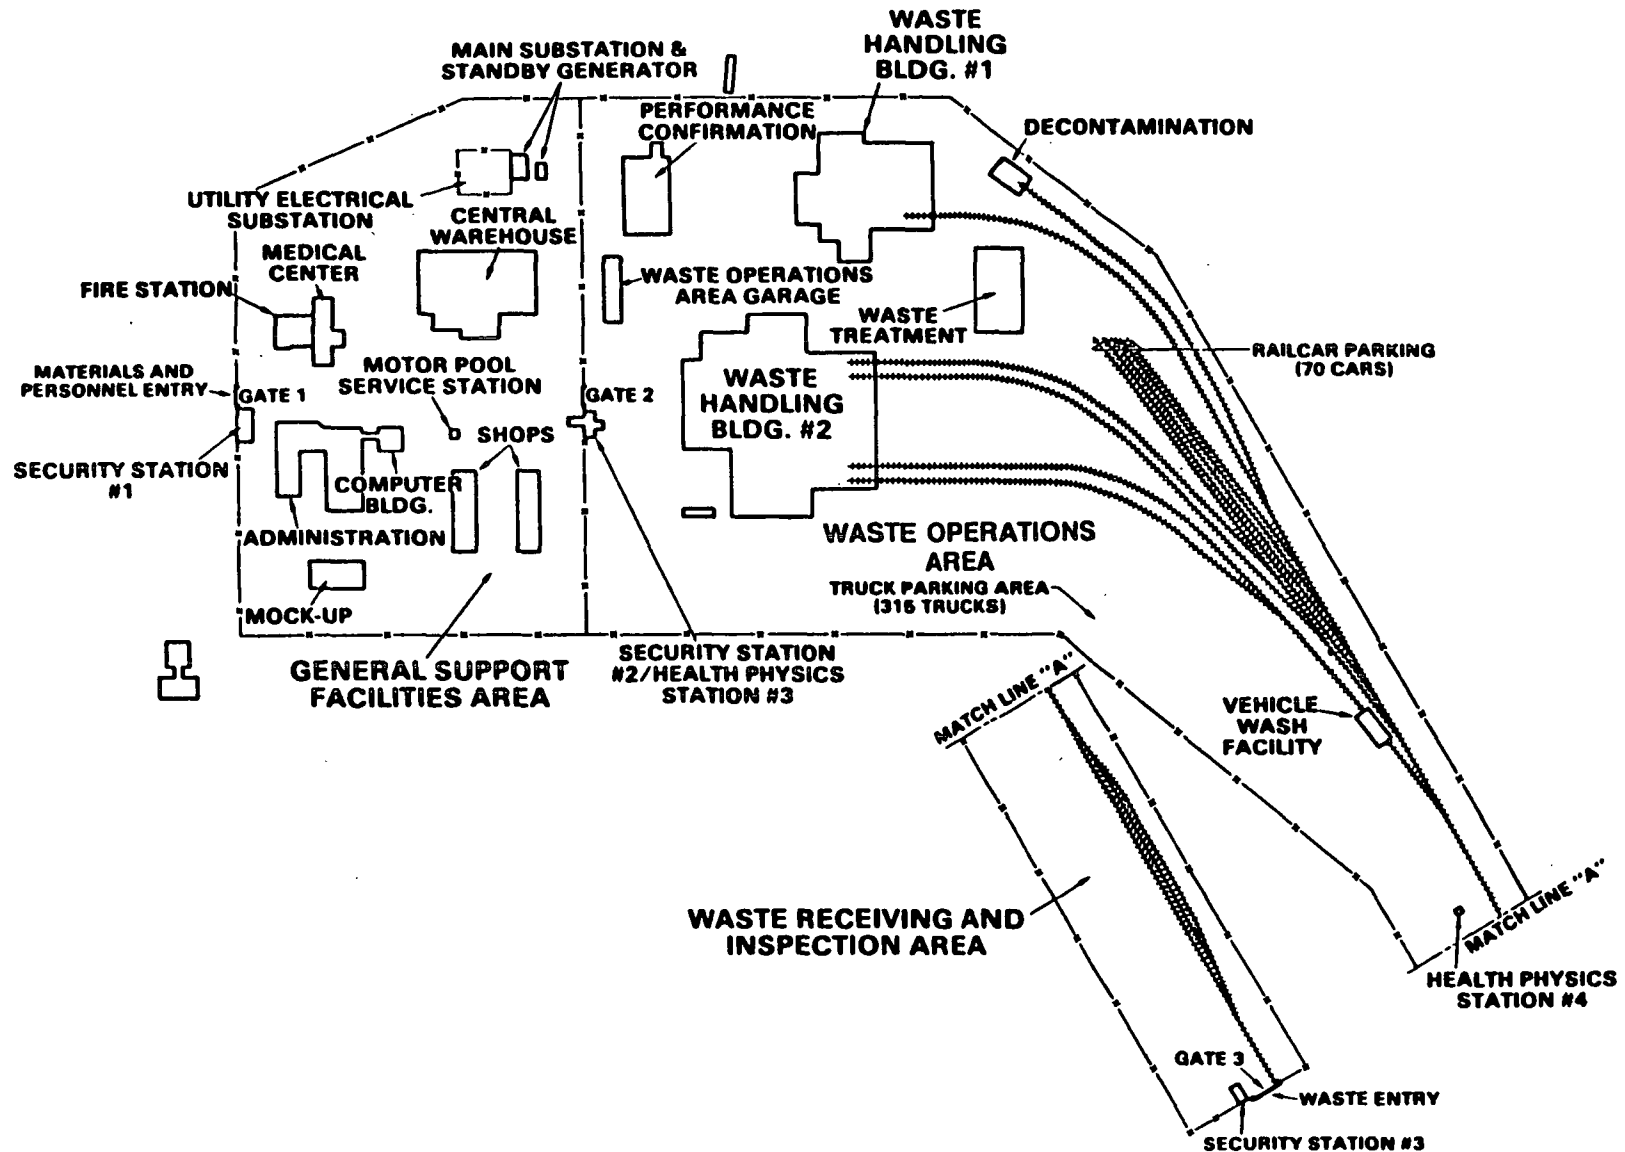 WASTE
HANDLING
BLDG. #1
MAIN SUBSTATION &
STANDBY GENERATOR
PERFORMANCE
CONFIRMATION
DECONTAMINATION
UTILITY ELECTRICAL
SUBSTATION
CENTRAL
WAREHOUSE
MEDICAL
CENTER
FIRE STATION
WASTE OPERATIONS
AREA GARAGE
WASTE
TREATMENT
RAILCAR PARKING
(70 CARS)
MATERIALS AND
PERSONNEL ENTRY
GATE 1
MOTOR POOL
SERVICE STATION
GATE 2
WASTE
HANDLING
BLDG. #2
SHOPS
SECURITY STATION
#1
COMPUTER
BLDG.
ADMINISTRATION
WASTE OPERATIONS
AREA
TRUCK PARKING AREA
(315 TRUCKS)
MOCK-UP
GENERAL SUPPORT
FACILITIES AREA
SECURITY STATION
#2/HEALTH PHYSICS
STATION #3
MATCH LINE "A"
VEHICLE
WASH
FACILITY
MATCH LINE "A"
WASTE RECEIVING AND
INSPECTION AREA
HEALTH PHYSICS
STATION #4
GATE 3
WASTE ENTRY
SECURITY STATION #3